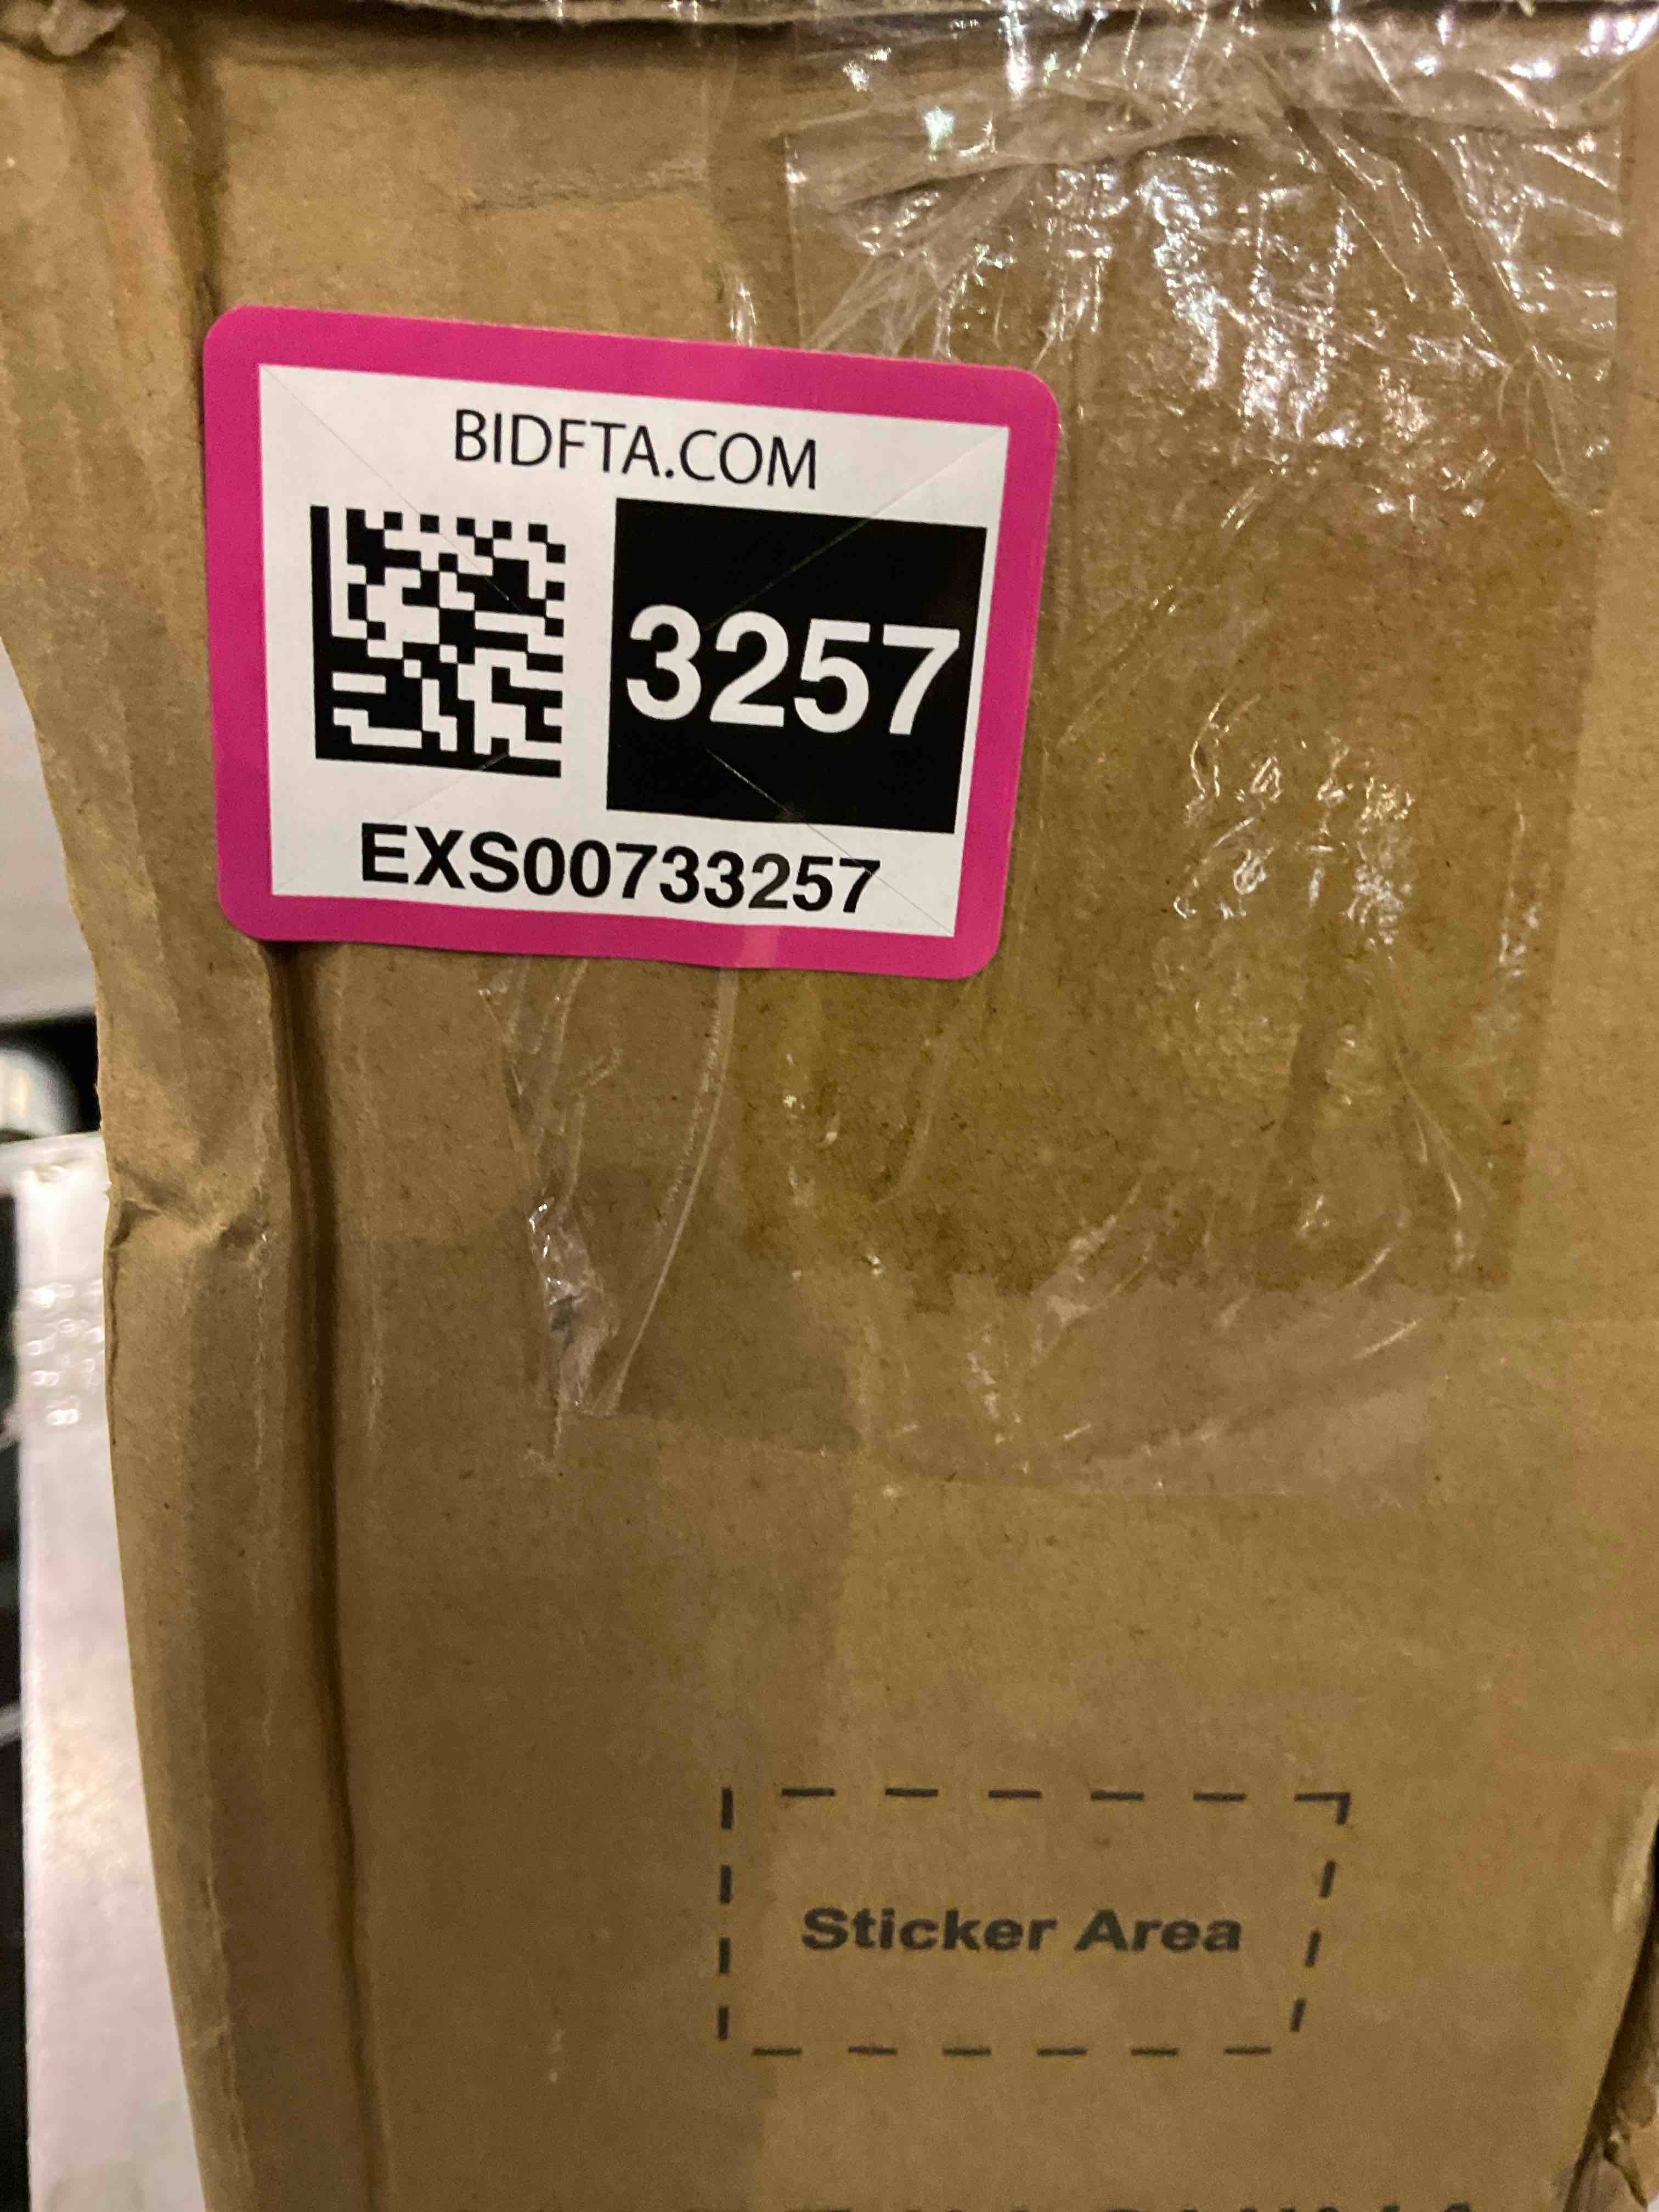 BIDFTA.COM
3257
EXS00733257
Sticker Area